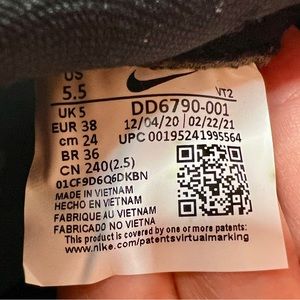 US
5.5
VT2
UK 5
DD6790-001
EUR 38
12/04/20
02/22/21
cm 24
UPC 00195241995564
BR 36
CN 240(2.5)
01CF9D6Q6DKBN
MADE IN VIETNAM
HECHO EN VIETNAM
FABRIQUE AU VIETNAM
FABRICADO NO VIETNA
This product is covered by one or more patents:
www.nike.com/patentsvirtualmarking